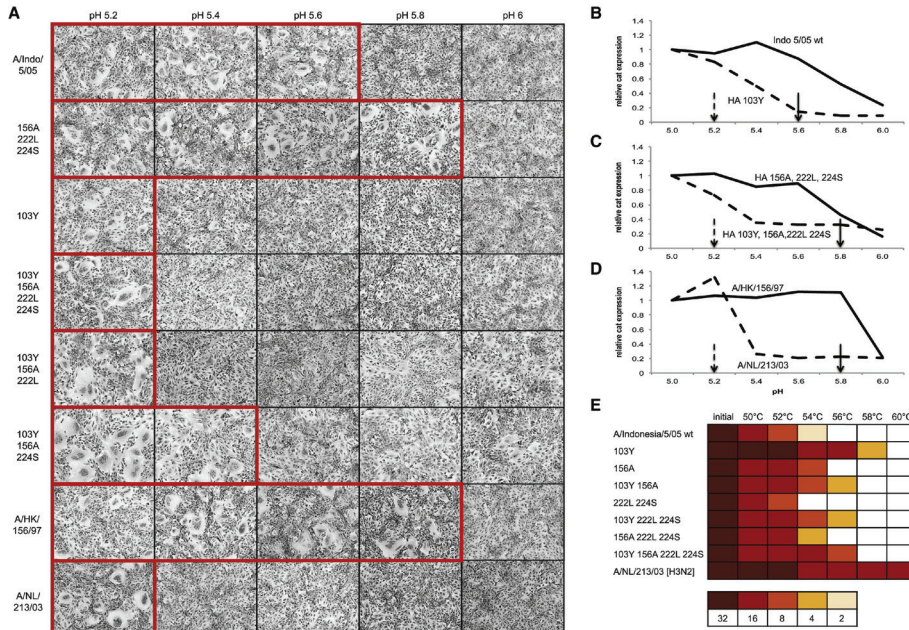 A
pH 5.2 pH 5.4 pH 5.6 pH 5.8 pH 6
A/Indo/
5/05
156A
222L
224S
103Y
103Y
156A
222L
224S
103Y
156A
222L
103Y
156A
224S
A/HK/
156/97
A/NL/
213/03
B
relative cat expression
1.4
1.2
1
0.8
0.6
0.4
0.2
0
Indo 5/05 wt
HA 103Y
5.0 5.2 5.4 5.6 5.8 6.0
C
relative cat expression
1.4
1.2
1
0.8
0.6
0.4
0.2
0
HA 156A, 222L, 224S
HA 103Y, 156A,222L 224S
5.0 5.2 5.4 5.6 5.8 6.0
D
relative cat expression
1.4
1.2
1
0.8
0.6
0.4
0.2
0
A/HK/156/97
A/NL/213/03
5.0 5.2 5.4 5.6 5.8 6.0
pH
E
initial 50°C 52°C 54°C 56°C 58°C 60°C
A/Indonesia/5/05 wt
103Y
156A
103Y 156A
222L 224S
103Y 222L 224S
156A 222L 224S
103Y 156A 222L 224S
A/NL/213/03 [H3N2]
32 16 8 4 2